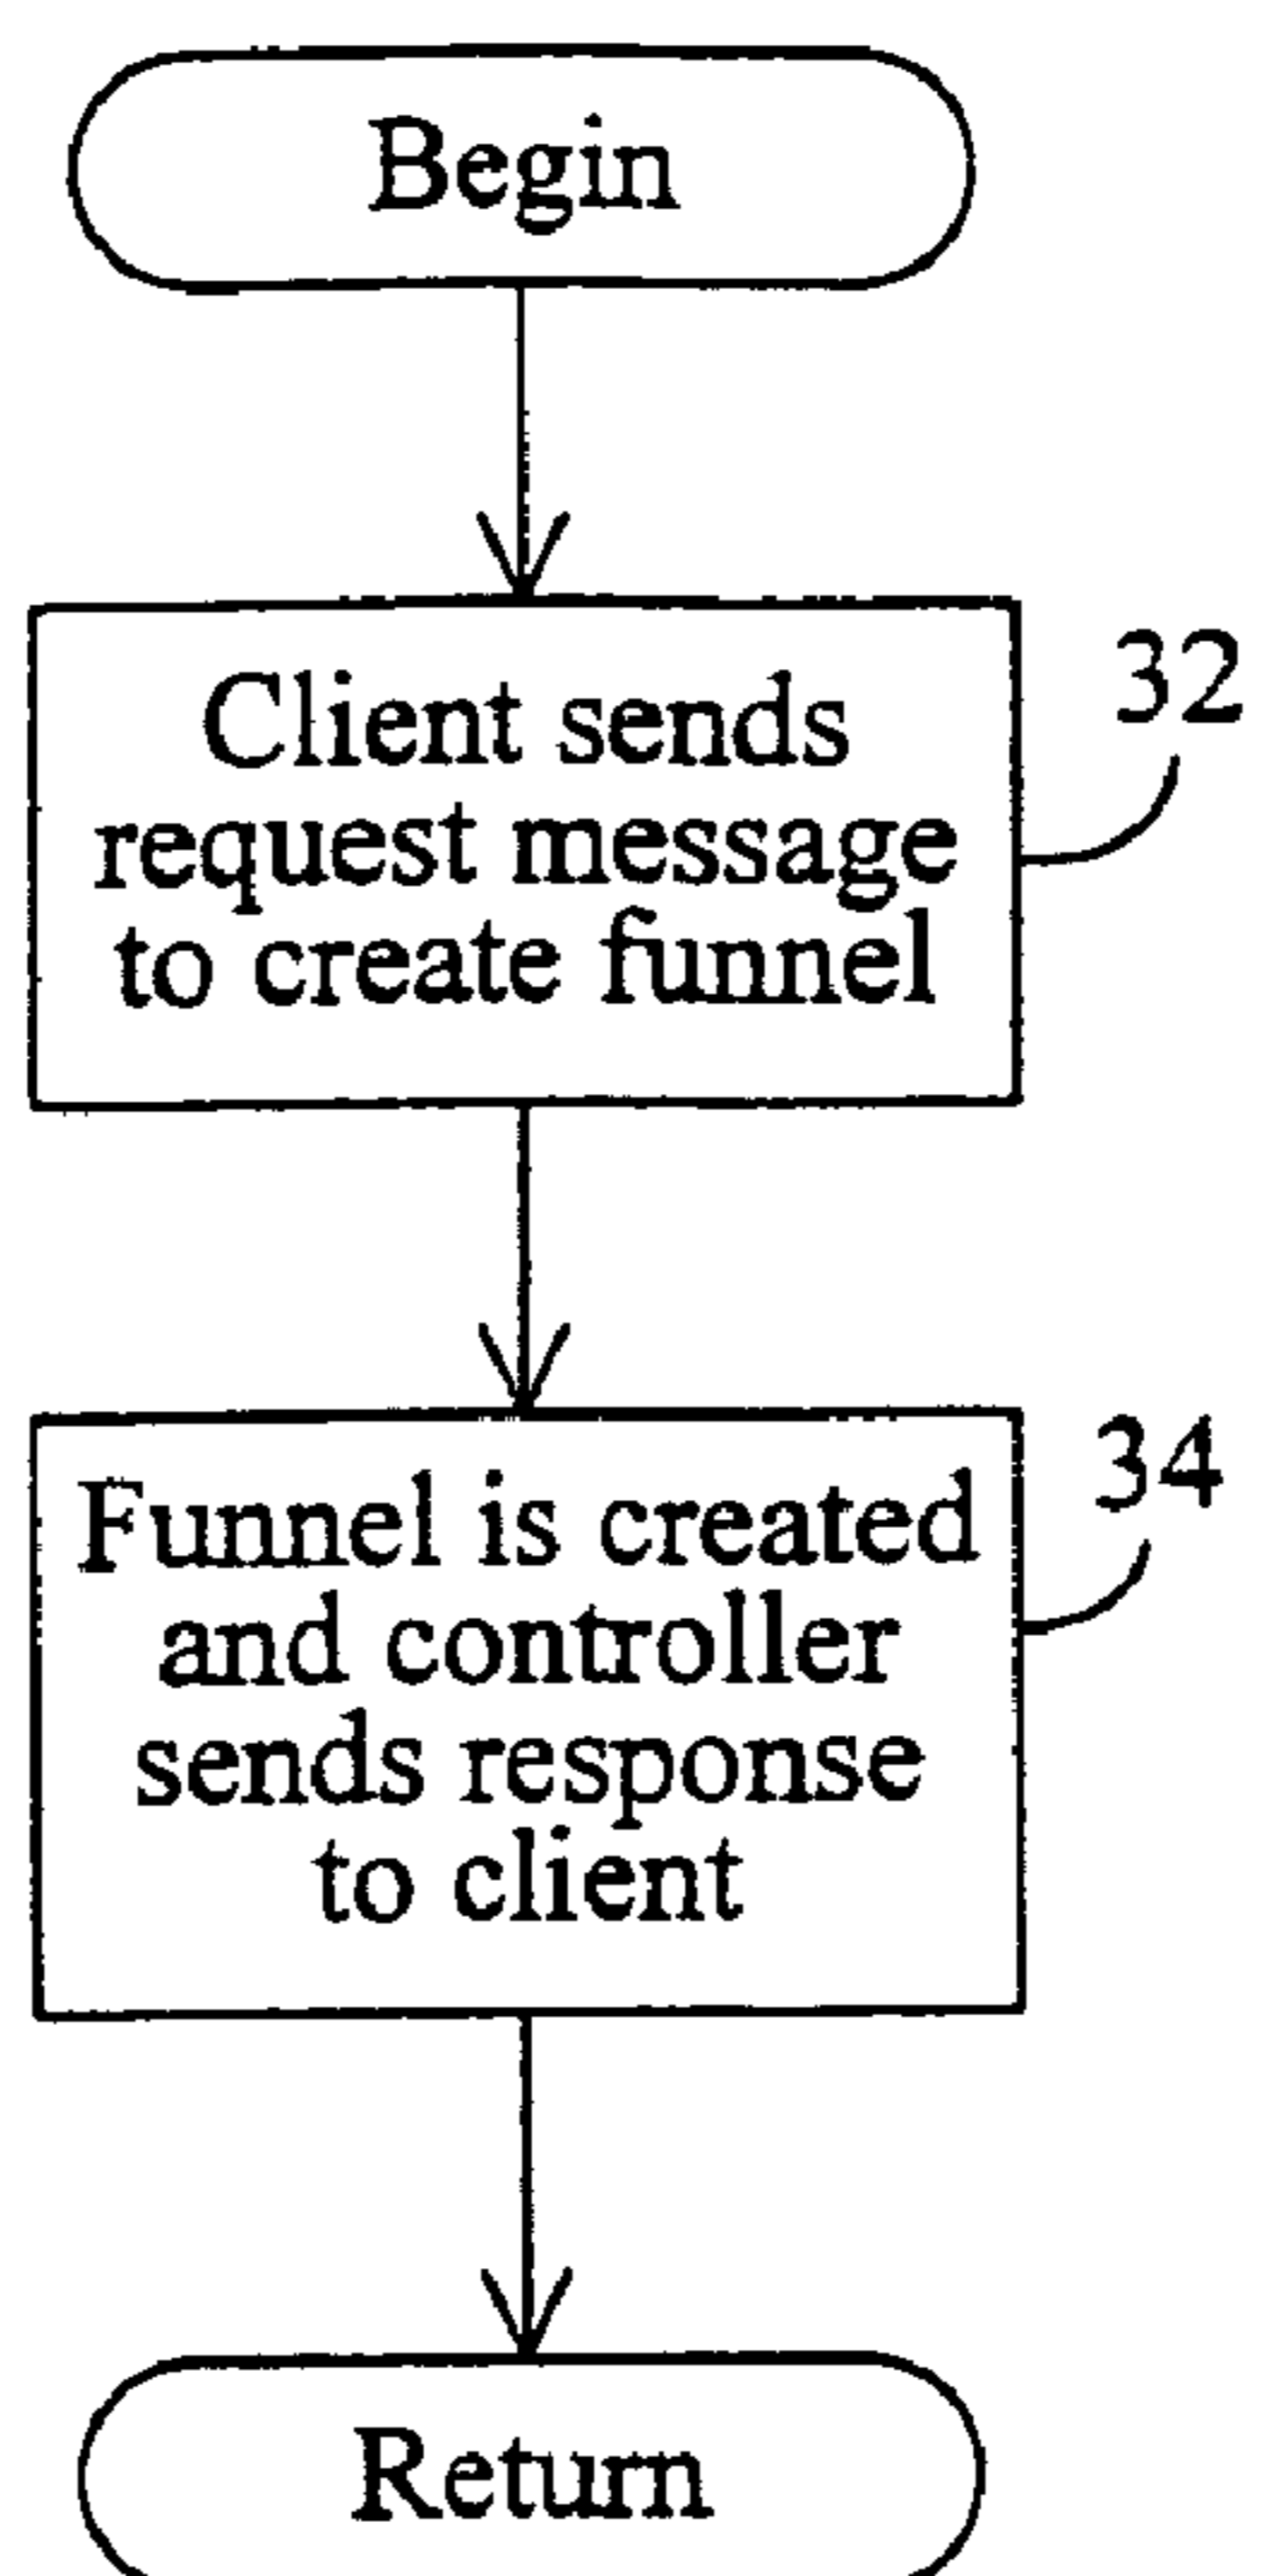 Begin
Client sends
request message
to create funnel
32
Funnel is created
and controller
sends response
to client
34
Return